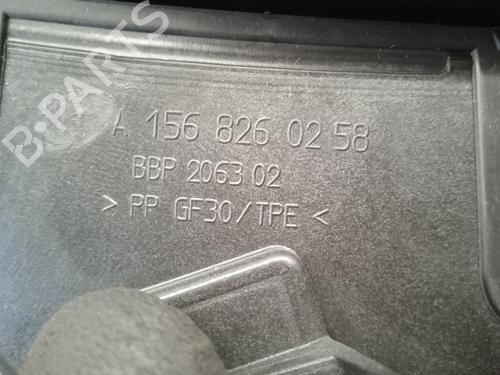 B-PARTS
A 156 826 02 58
BBP 2063 02
> PP GF30/TPE <